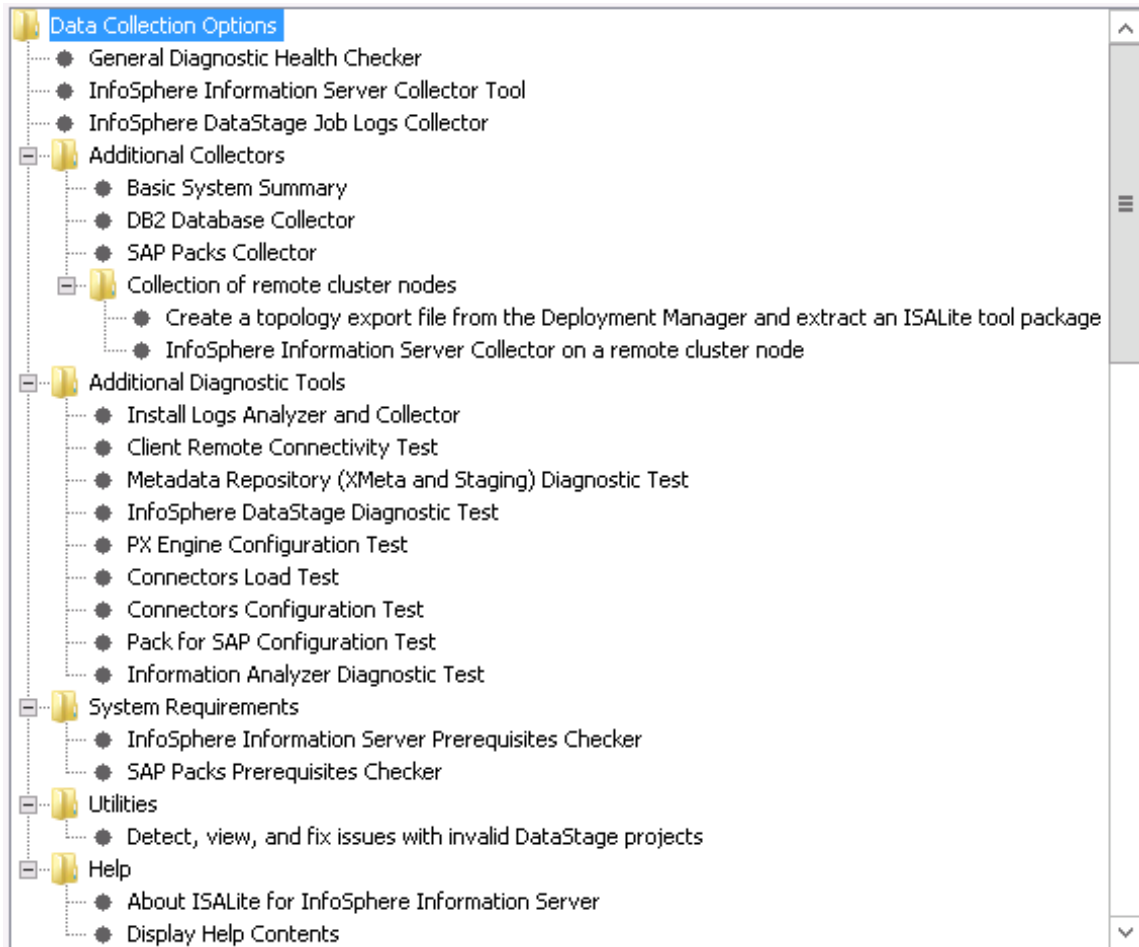 Data Collection Options
General Diagnostic Health Checker
InfoSphere Information Server Collector Tool
InfoSphere DataStage Job Logs Collector
Additional Collectors
Basic System Summary
DB2 Database Collector
SAP Packs Collector
Collection of remote cluster nodes
Create a topology export file from the Deployment Manager and extract an ISALite tool package
InfoSphere Information Server Collector on a remote cluster node
Additional Diagnostic Tools
Install Logs Analyzer and Collector
Client Remote Connectivity Test
Metadata Repository (XMeta and Staging) Diagnostic Test
InfoSphere DataStage Diagnostic Test
PX Engine Configuration Test
Connectors Load Test
Connectors Configuration Test
Pack for SAP Configuration Test
Information Analyzer Diagnostic Test
System Requirements
InfoSphere Information Server Prerequisites Checker
SAP Packs Prerequisites Checker
Utilities
Detect, view, and fix issues with invalid DataStage projects
Help
About ISALite for InfoSphere Information Server
Display Help Contents